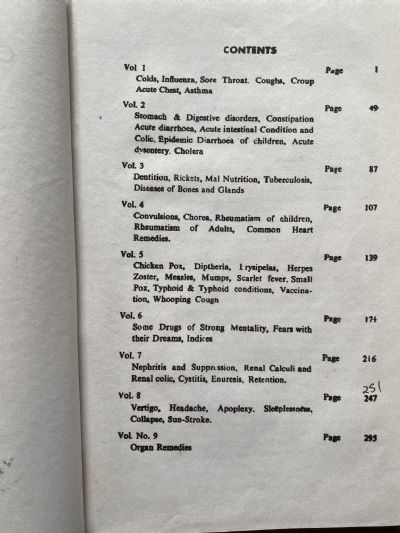 CONTENTS
Vol 1 Page 1
Colds, Influenza, Sore Throat. Coughs, Croup
Acute Chest, Asthma
Vol. 2 Page 49
Stomach & Digestive disorders, Constipation
Acute diarrhoea, Acute intestinal Condition and
Colic, Epidemic Diarrhoea of children, Acute
dysentery. Cholera
Vol. 3 Page 87
Dentition, Rickets, Mal Nutrition, Tuberculosis,
Diseases of Bones and Glands
Vol. 4 Page 107
Convulsions, Chorea, Rheumatism of children,
Rheumatism of Adults, Common Heart
Remedies.
Vol. 5 Page 139
Chicken Pox, Diptheria, Erysipelas, Herpes
Zoster, Measles, Mumps, Scarlet fever, Small
Pox, Typhoid & Typhoid conditions, Vaccina-
tion, Whooping Cough
Vol. 6 Page 171
Some Drugs of Strong Mentality, Fears with
their Dreams, Indices
Vol. 7 Page 216
Nephritis and Suppression, Renal Calculi and
Renal colic, Cystitis, Enuresis, Retention.
251
Vol. 8 Page 247
Vertigo, Headache, Apoplexy. Sleeplessness,
Collapse, Sun-Stroke.
Vol. No. 9 Page 295
Organ Remedies